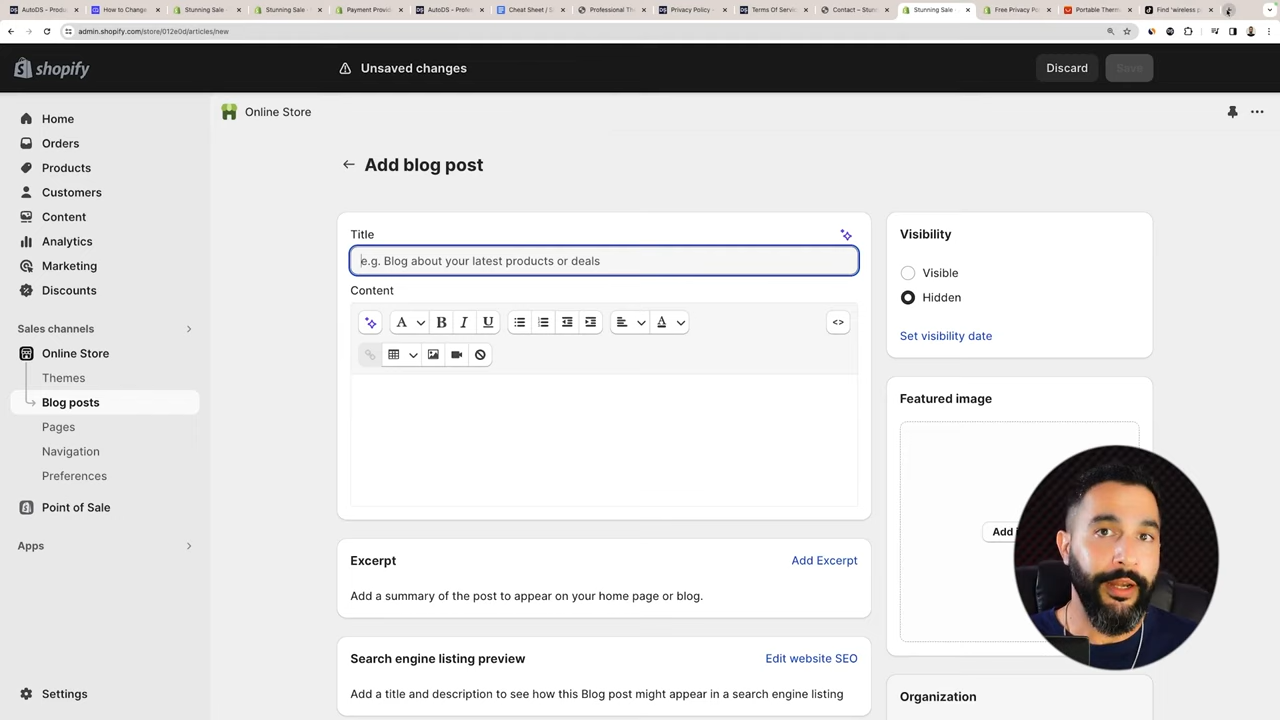 AutoDS - Produ
How to Change
Stunning Sale -
Stunning Sale -
Payment Provid
AutoDS - Profes
Cheat Sheet / S
Professional Th
Privacy Policy -
Terms Of Servic
Contact – Stunn
Stunning Sale -
Free Privacy Po
Portable Therm
Find 'wireless p
admin.shopify.com/store/012e0d/articles/new
shopify
Unsaved changes
Discard
Save
Home
Orders
Products
Customers
Content
Analytics
Marketing
Discounts
Sales channels
Online Store
Themes
Blog posts
Pages
Navigation
Preferences
Point of Sale
Apps
Settings
Online Store
Add blog post
Title
e.g. Blog about your latest products or deals
Content
A
B
I
U
A
<>
Excerpt
Add Excerpt
Add a summary of the post to appear on your home page or blog.
Search engine listing preview
Edit website SEO
Add a title and description to see how this Blog post might appear in a search engine listing
Visibility
Visible
Hidden
Set visibility date
Featured image
Add
Organization